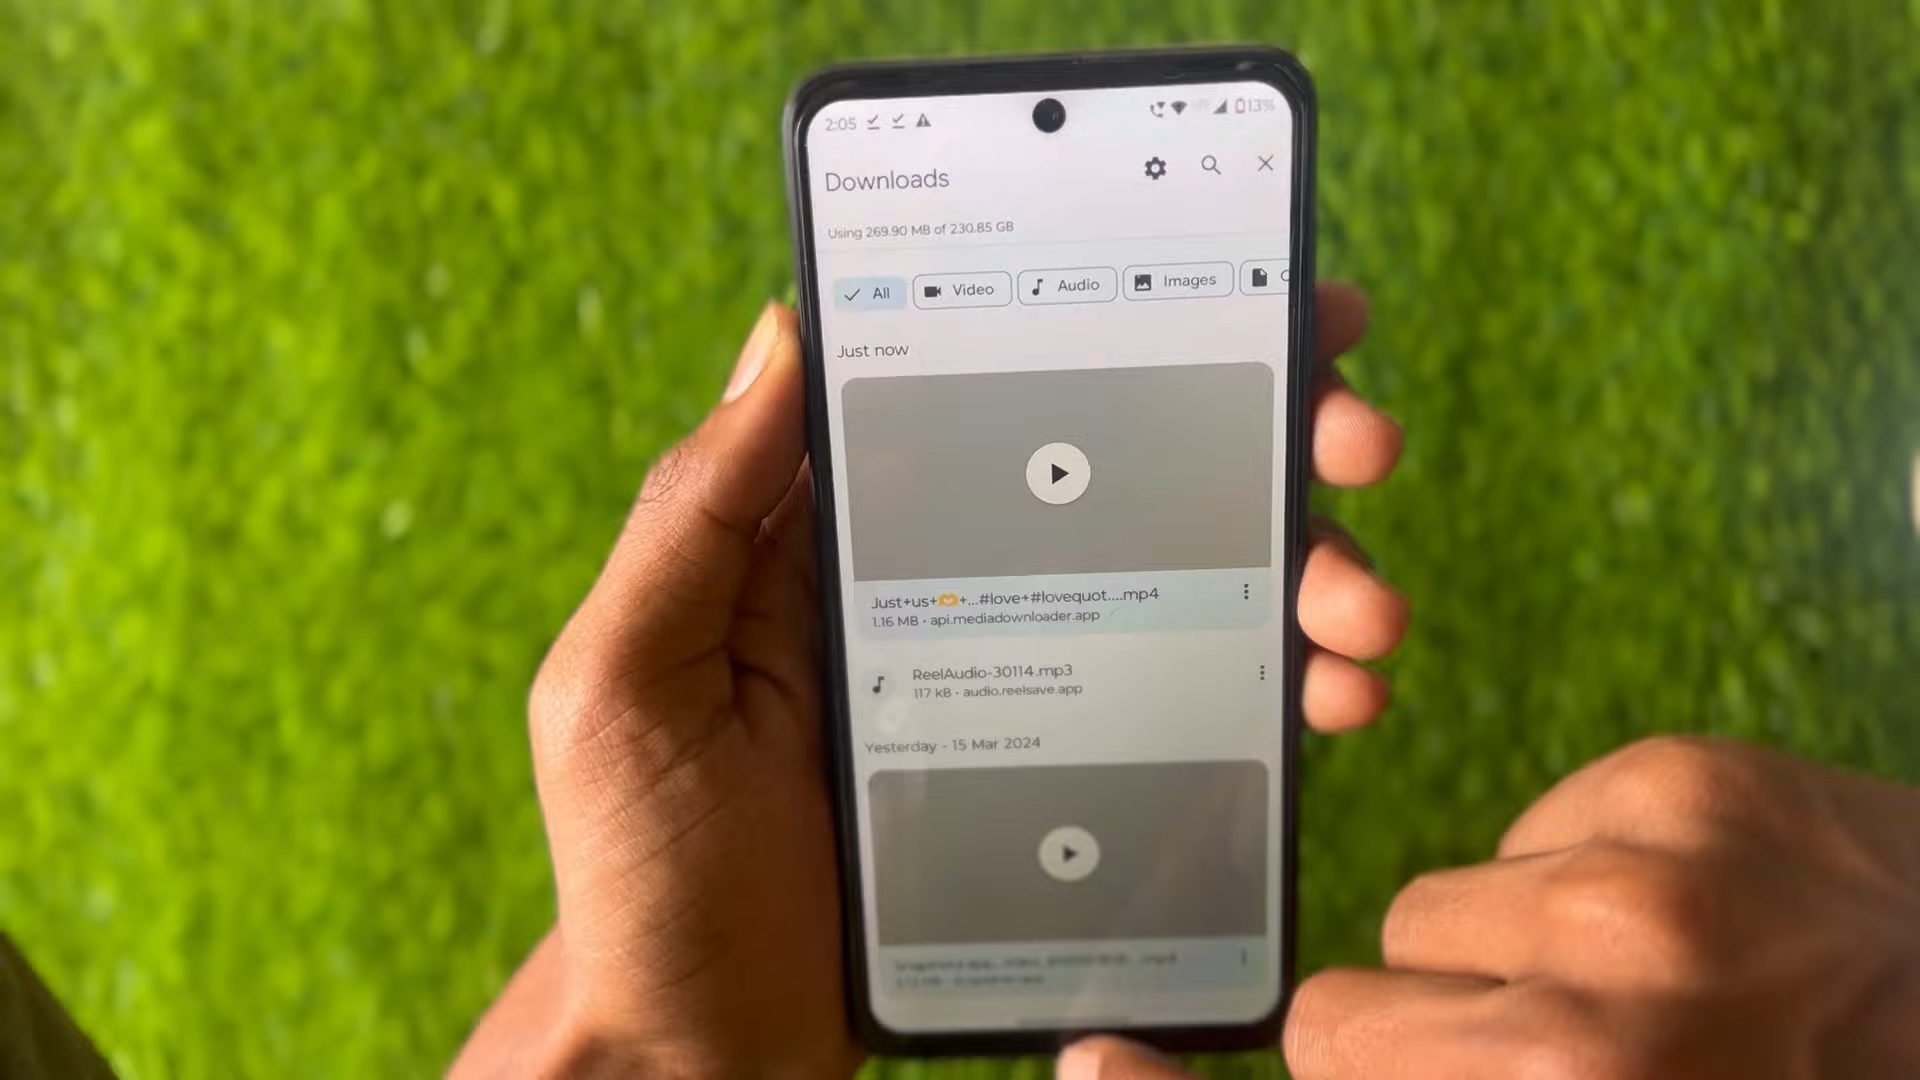 2:05
13%
Downloads
Using 269.90 MB of 230.85 GB
All
Video
Audio
Images
Just now
Just+us+🫶+...#love+#lovequot....mp4
1.16 MB · api.mediadownloader.app
ReelAudio-30114.mp3
117 kB · audio.reelsave.app
Yesterday - 15 Mar 2024